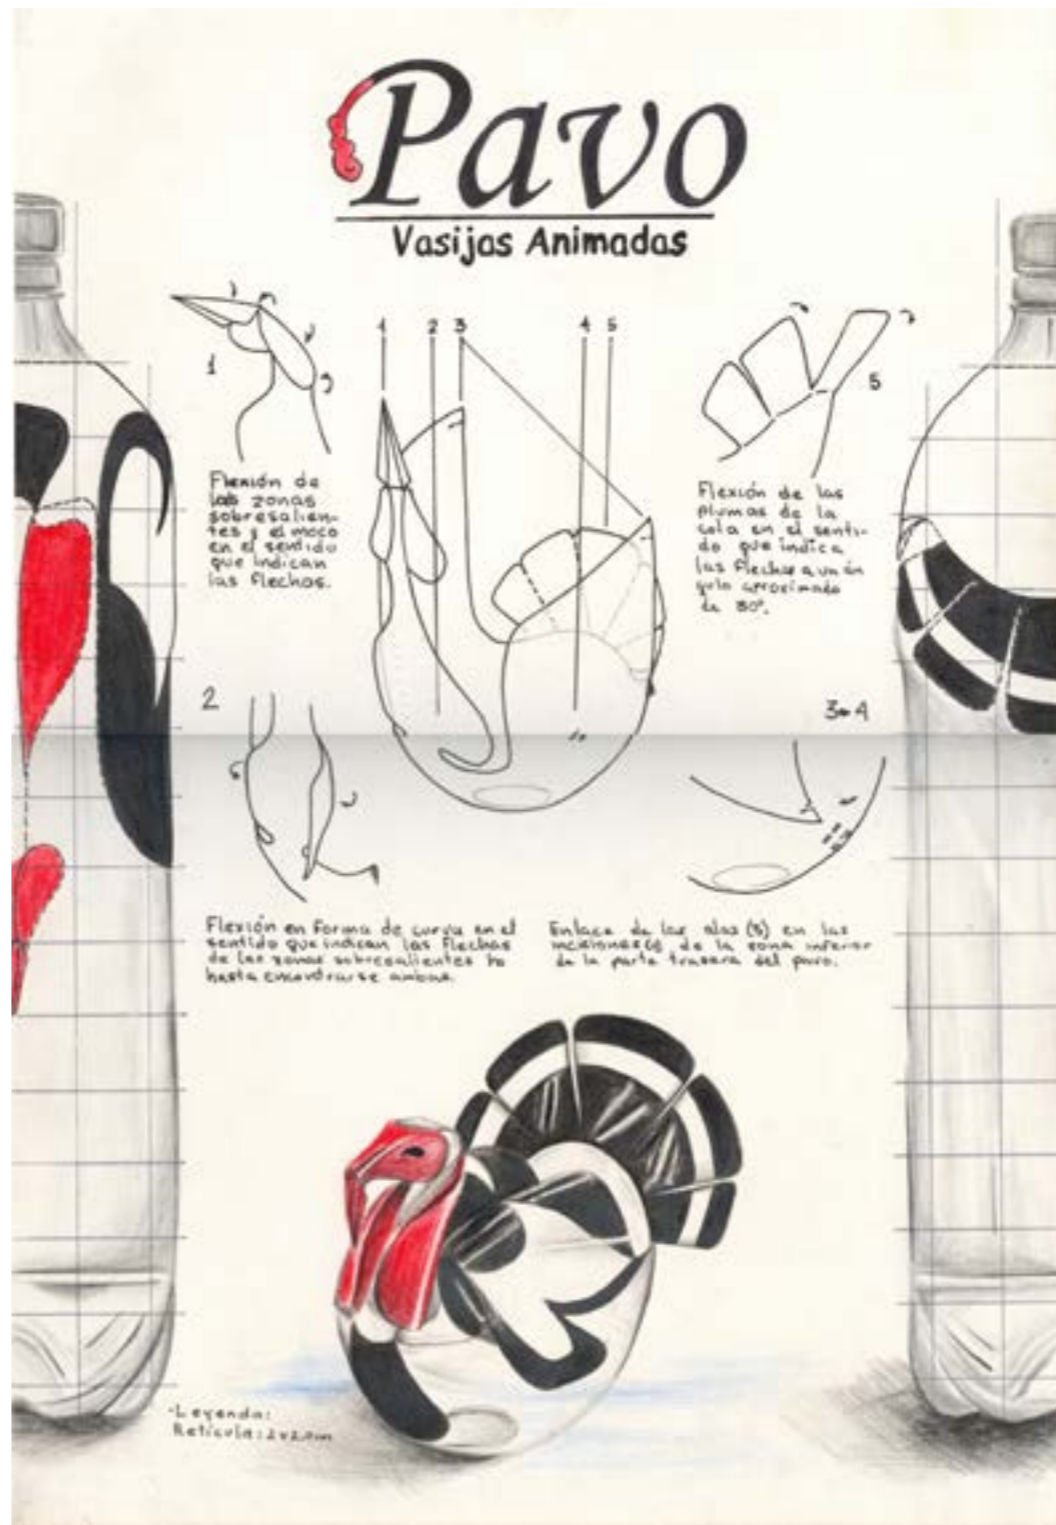 Pavo
Vasijas Animadas
1
2
3
4
5
1
5
Flexión de
las zonas
sobresalien-
tes y el moco
en el sentido
que indican
las flechas.
Flexión de las
plumas de la
cola en el senti-
do que indica
las flechas a un án
gulo aproximado
de 80°.
2
3 4
Flexión en forma de curva en el
sentido que indican las flechas
de las zonas sobresalientes
hasta encontrarse ambas.
Enlace de las alas (3) en las
incisiones de la zona inferior
de la parte trasera del pavo.
-Leyenda:
Retícula: 2x2cm